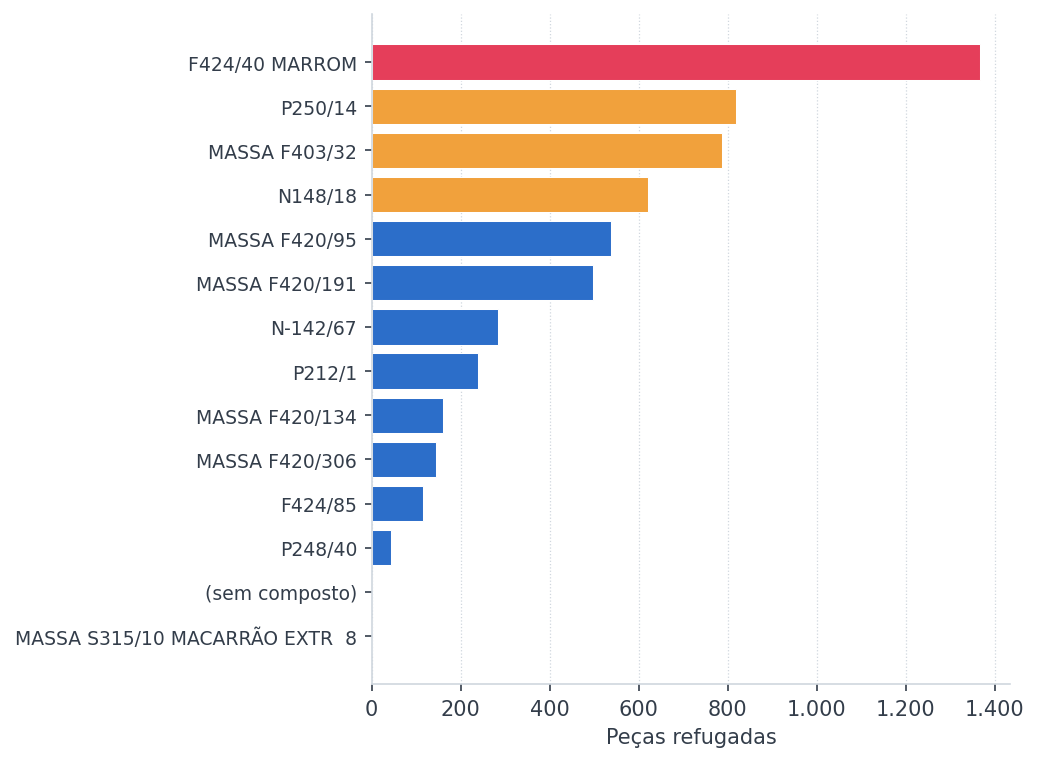 F424/40 MARROM
P250/14
MASSA F403/32
N148/18
MASSA F420/95
MASSA F420/191
N-142/67
P212/1
MASSA F420/134
MASSA F420/306
F424/85
P248/40
(sem composto)
MASSA S315/10 MACARRÃO EXTR  8
0 200 400 600 800 1.000 1.200 1.400
Peças refugadas